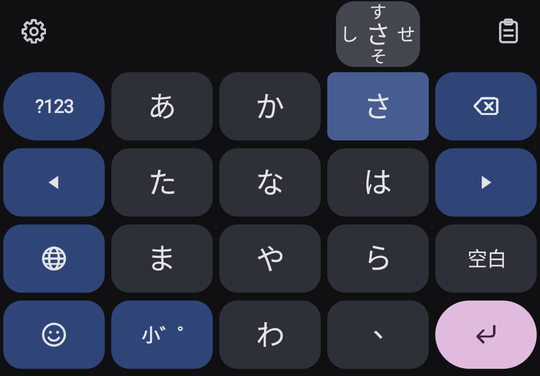 す
し さ せ
そ
?123 あ か さ
た な は
ま や ら 空白
小゛゜ わ 、